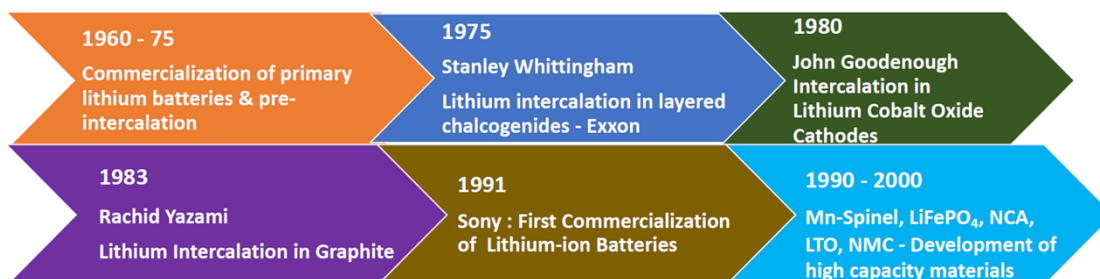 1960 - 75
Commercialization of primary
lithium batteries & pre-
intercalation
1975
Stanley Whittingham
Lithium intercalation in layered
chalcogenides - Exxon
1980
John Goodenough
Intercalation in
Lithium Cobalt Oxide
Cathodes
1983
Rachid Yazami
Lithium Intercalation in Graphite
1991
Sony : First Commercialization
of Lithium-ion Batteries
1990 - 2000
Mn-Spinel, LiFePO₄, NCA,
LTO, NMC - Development of
high capacity materials